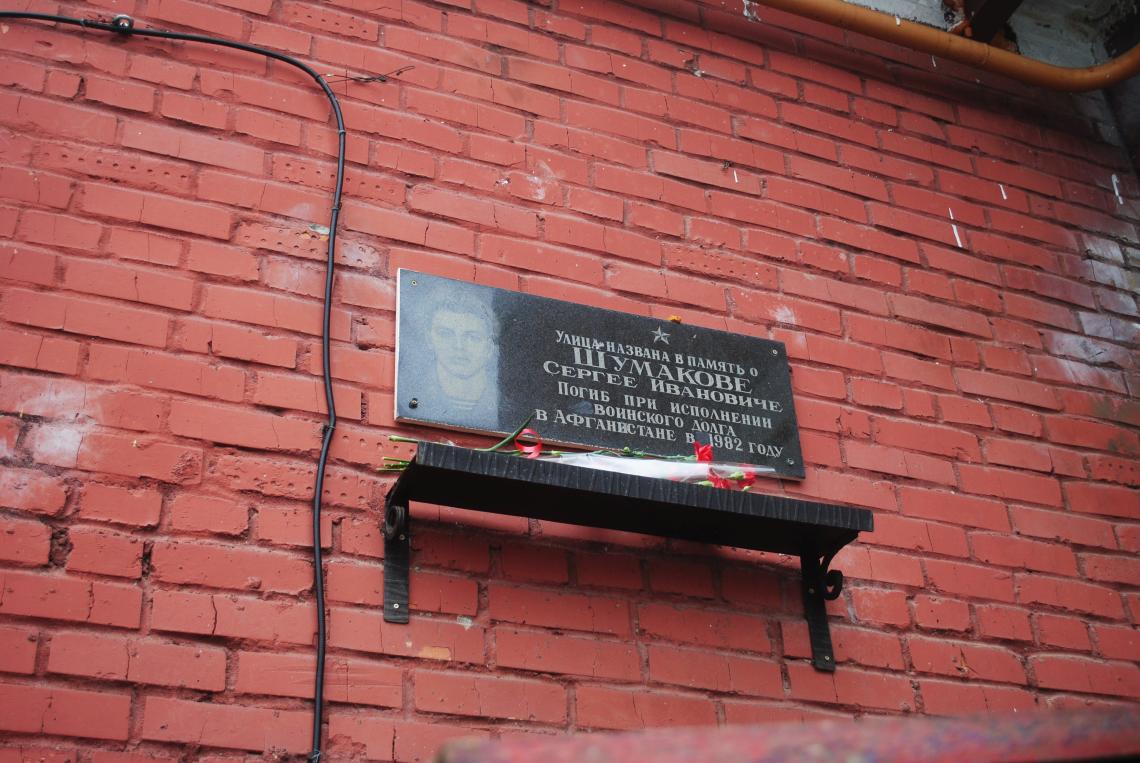 Улица названа в память о
Шумакове
Сергее Ивановиче
Погиб при исполнении
воинского долга
в Афганистане в 1982 году